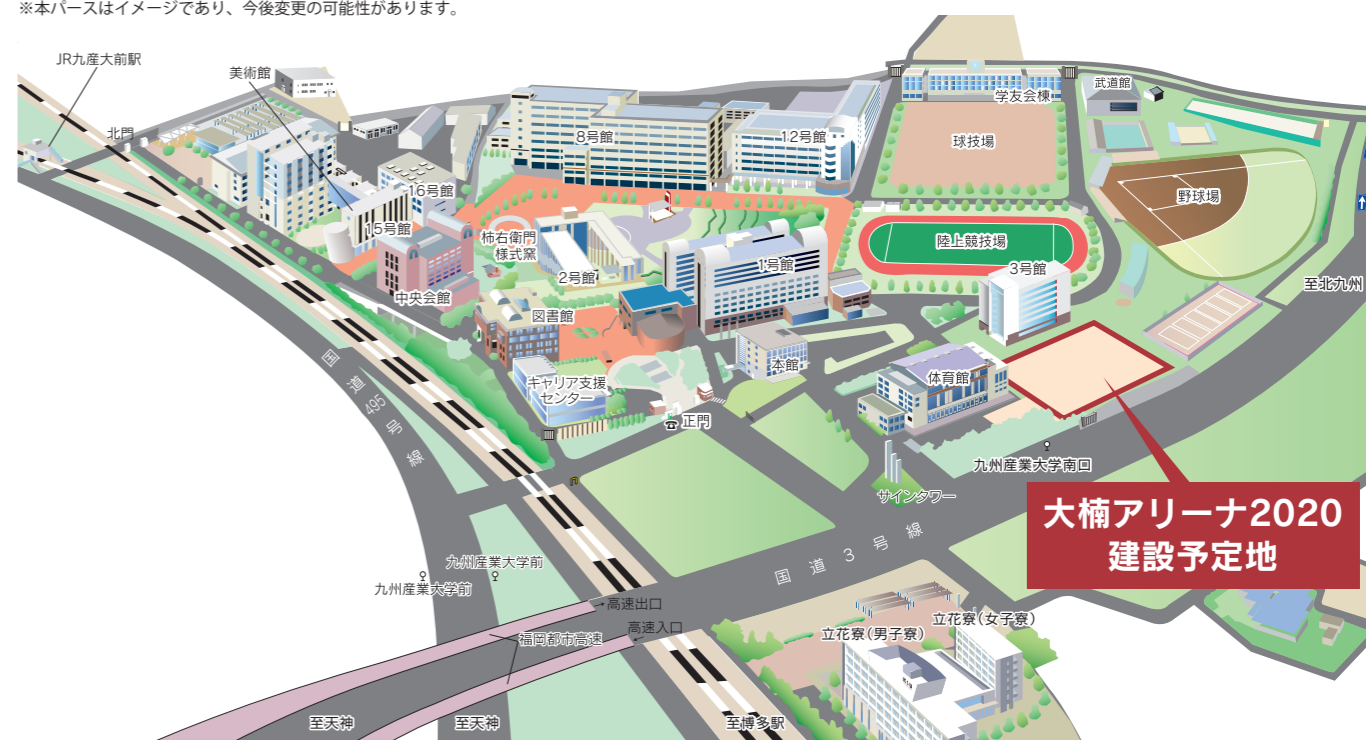 ※本パースはイメージであり、今後変更の可能性があります。
JR九産大前駅
美術館
北門
8号館
12号館
学友会棟
武道館
球技場
野球場
16号館
15号館
柿右衛門
様式窯
2号館
1号館
陸上競技場
3号館
至北九州
中央会館
図書館
本館
体育館
キャリア支援
センター
正門
国道495号線
九州産業大学南口
サインタワー
大楠アリーナ2020
建設予定地
国道3号線
九州産業大学前
九州産業大学前
高速出口
高速入口
福岡都市高速
立花寮(男子寮)
立花寮(女子寮)
至天神
至天神
至博多駅